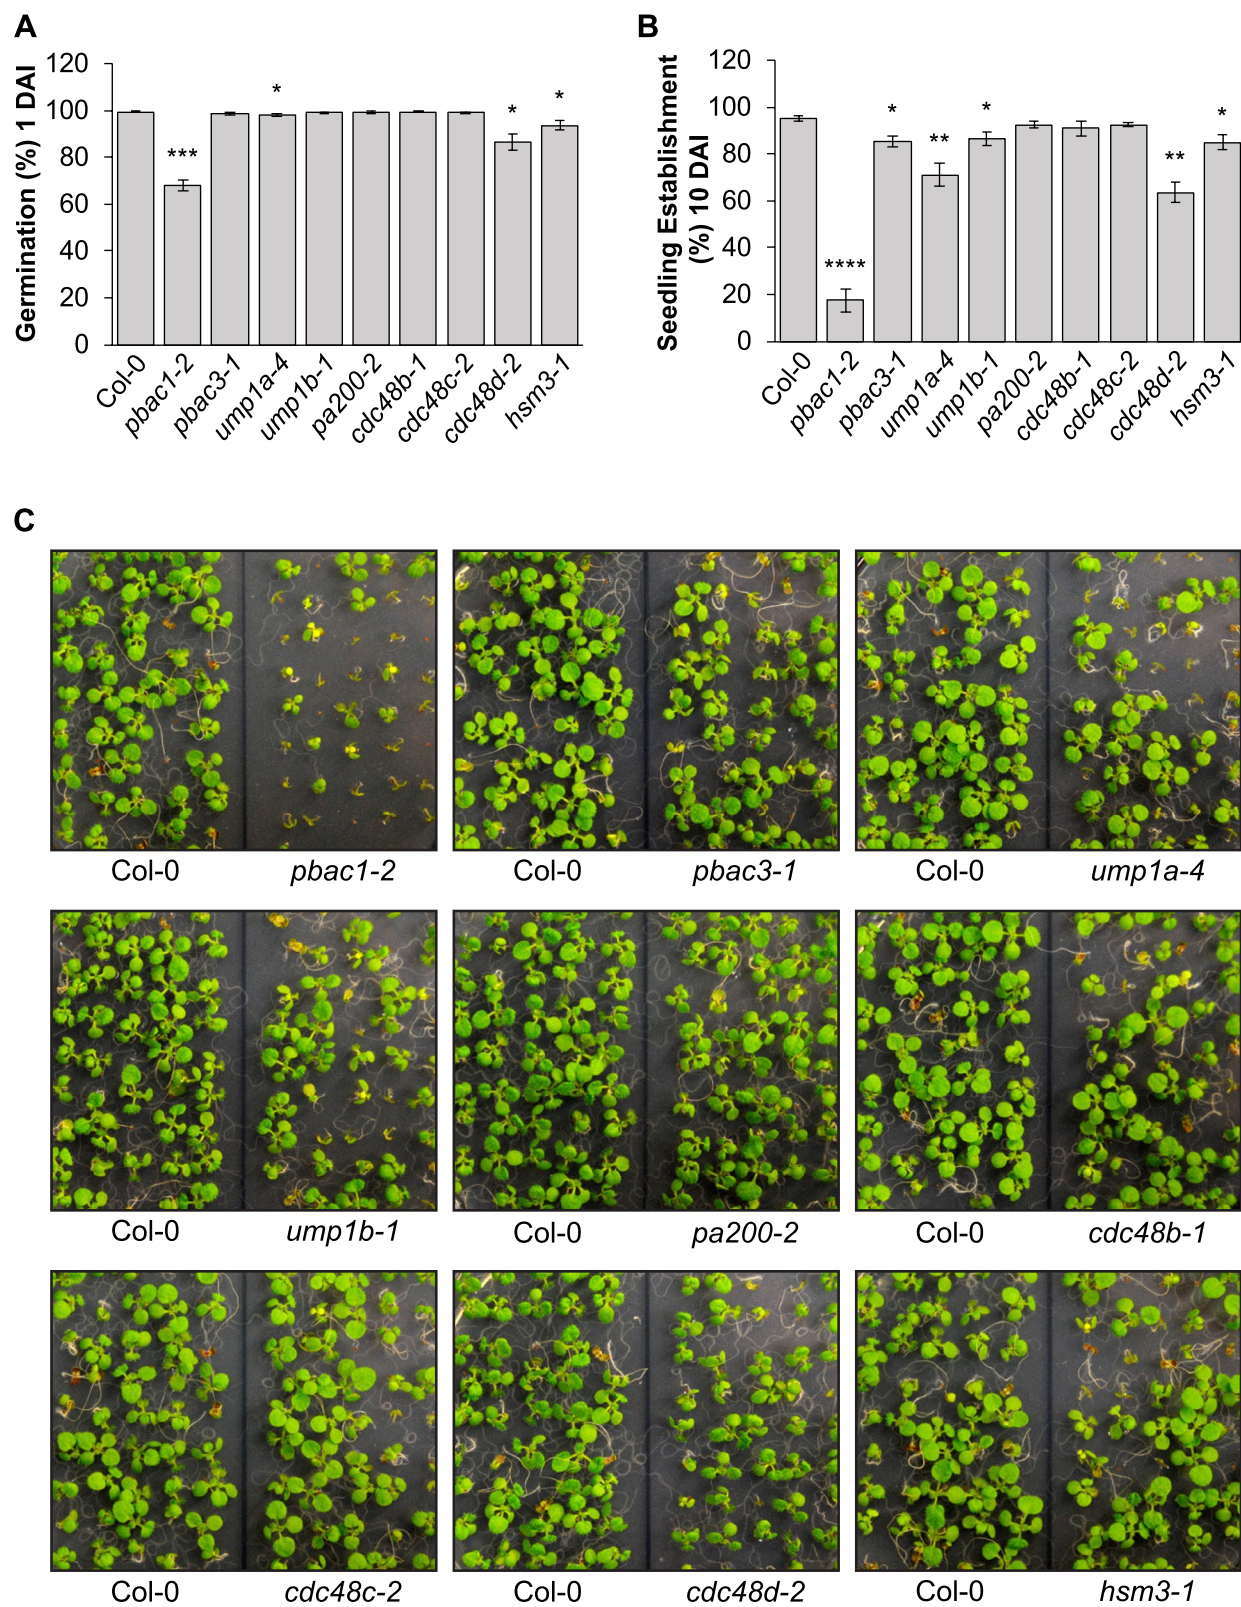 A
Germination (%) 1 DAI
120
100
80
60
40
20
0
***
*
*
*
Col-0
pbac1-2
pbac3-1
ump1a-4
ump1b-1
pa200-2
cdc48b-1
cdc48c-2
cdc48d-2
hsm3-1
B
Seedling Establishment
(%) 10 DAI
120
100
80
60
40
20
0
****
*
**
*
**
*
Col-0
pbac1-2
pbac3-1
ump1a-4
ump1b-1
pa200-2
cdc48b-1
cdc48c-2
cdc48d-2
hsm3-1
C
Col-0 pbac1-2 Col-0 pbac3-1 Col-0 ump1a-4
Col-0 ump1b-1 Col-0 pa200-2 Col-0 cdc48b-1
Col-0 cdc48c-2 Col-0 cdc48d-2 Col-0 hsm3-1